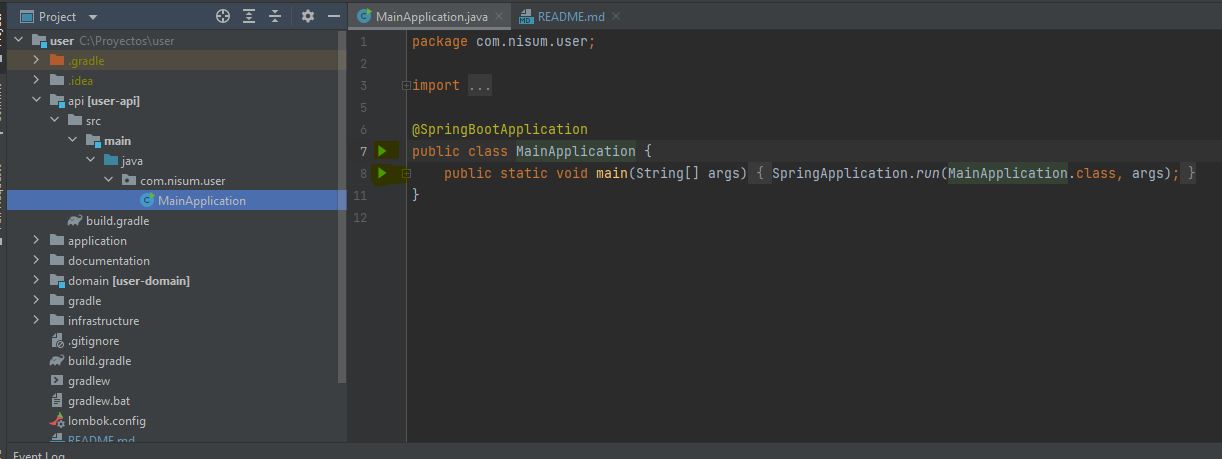 Project
MainApplication.java
README.md
user C:\Proyectos\user
.gradle
.idea
api [user-api]
src
main
java
com.nisum.user
MainApplication
build.gradle
application
documentation
domain [user-domain]
gradle
infrastructure
.gitignore
build.gradle
gradlew
gradlew.bat
lombok.config
README.md
1 package com.nisum.user;
2
3 import ...
5
6 @SpringBootApplication
7 public class MainApplication {
8 public static void main(String[] args) { SpringApplication.run(MainApplication.class, args); }
11 }
12
Event Log